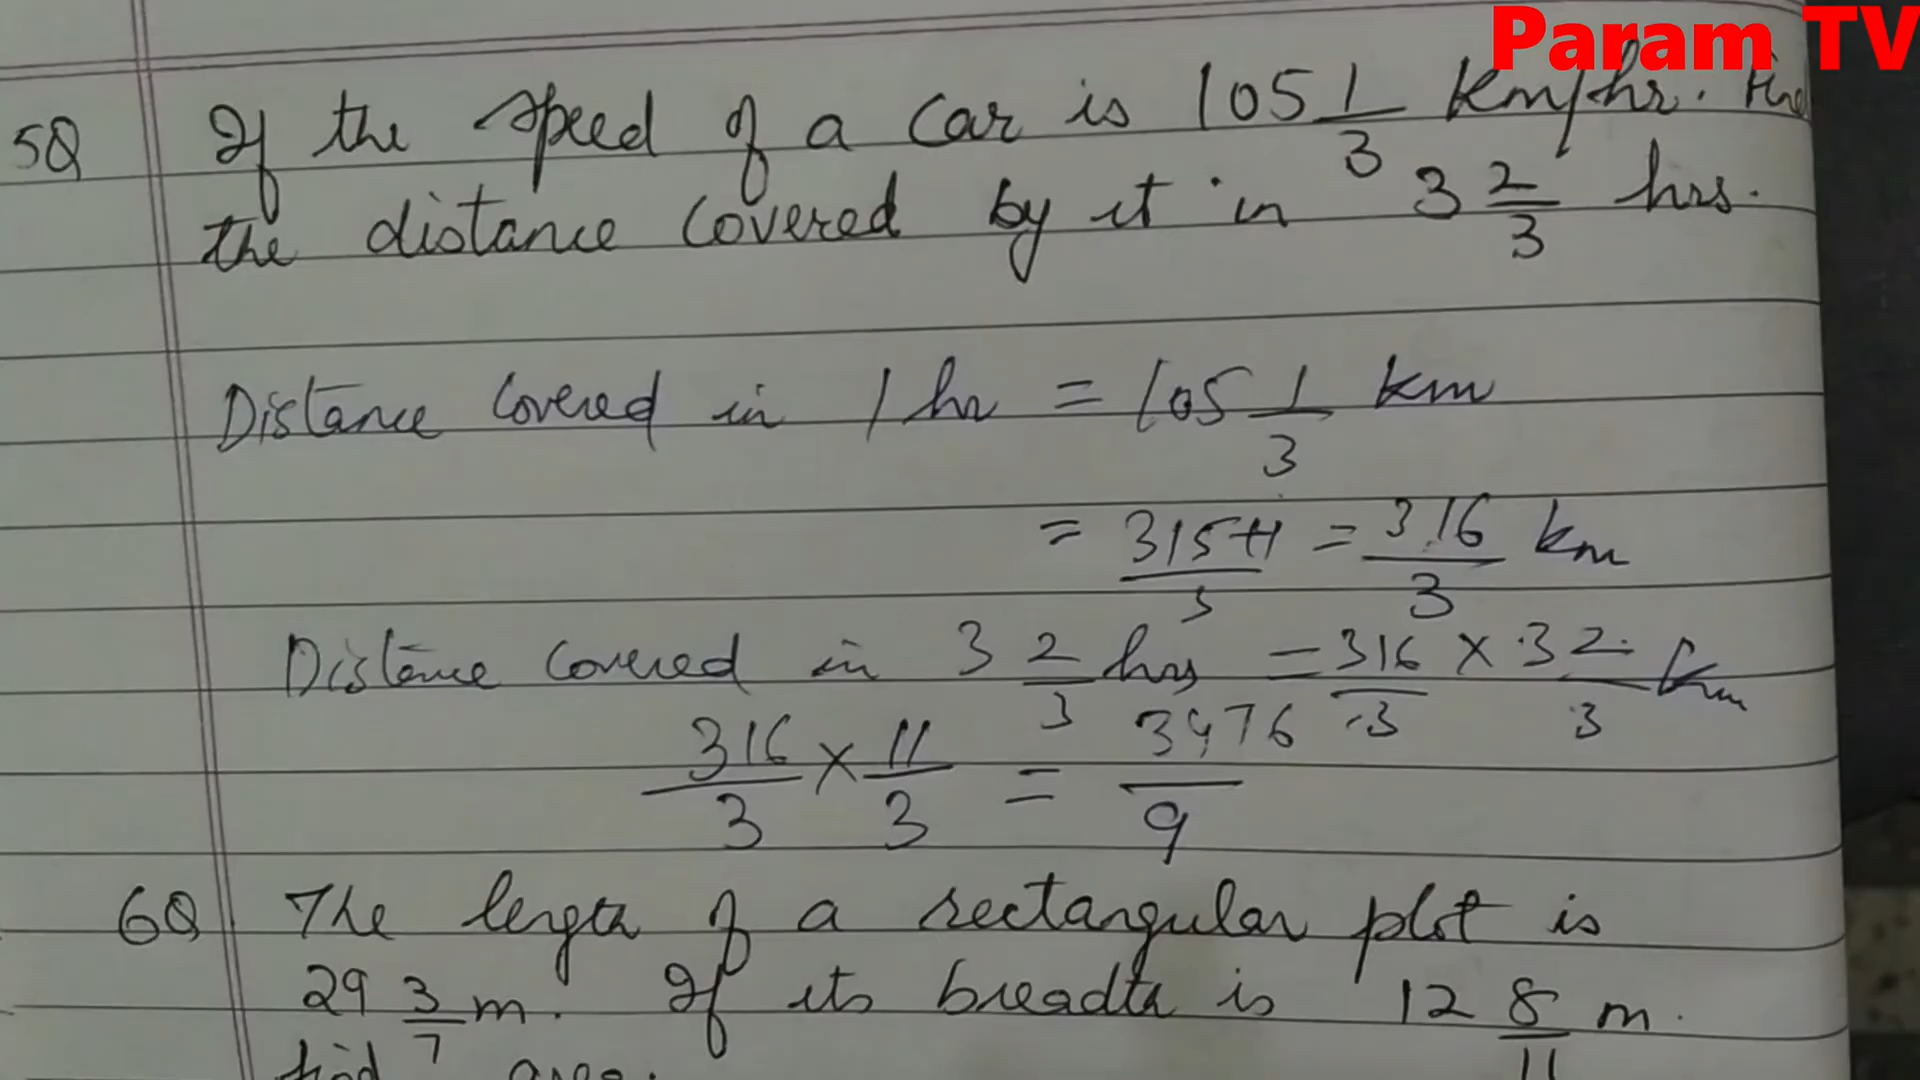 Param TV
5Q If the speed of a car is 105 1/3 km/hr. Find
the distance covered by it in 3 2/3 hrs.
Distance covered in 1 hr = 105 1/3 km
= 315+1/3 = 316/3 km
Distance covered in 3 2/3 hrs = 316/3 × 3 2/3 km
316/3 × 11/3 = 3476/9
6Q The length of a rectangular plot is
29 3/7 m. If its breadth is 12 8/11 m.
find area.